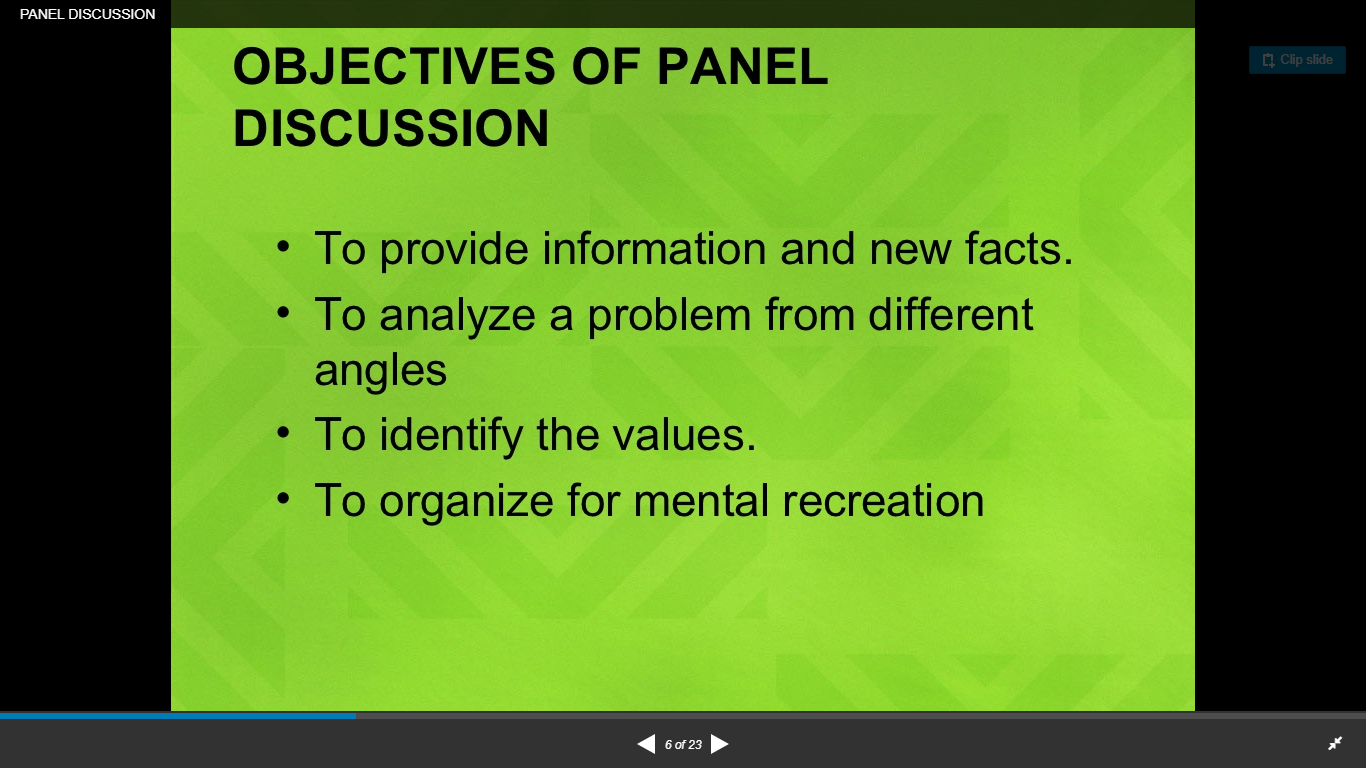 PANEL DISCUSSION
Clip slide
OBJECTIVES OF PANEL
DISCUSSION
• To provide information and new facts.
• To analyze a problem from different
angles
• To identify the values.
• To organize for mental recreation
6 of 23